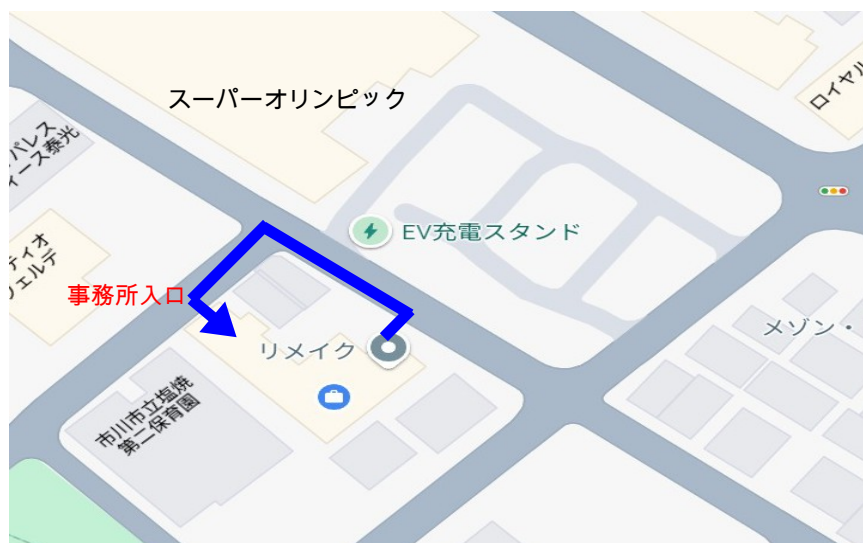 スーパーオリンピック
ロイヤル
パレス
ィース泰光
EV充電スタンド
ティオ
ヴェルデ
事務所入口
メゾン・
リメイク
市川市立塩焼
第二保育園